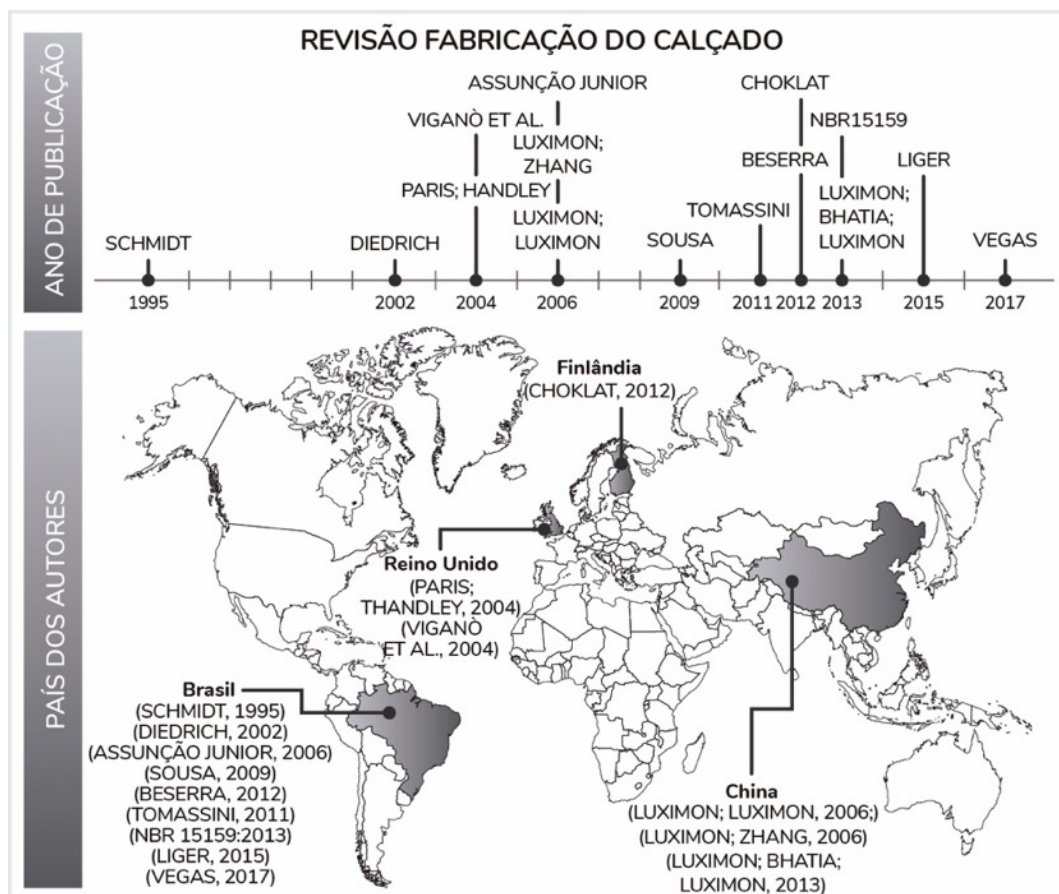 REVISÃO FABRICAÇÃO DO CALÇADO
ANO DE PUBLICAÇÃO
SCHMIDT
DIEDRICH
VIGANÒ ET AL.
PARIS; HANDLEY
ASSUNÇÃO JUNIOR
LUXIMON;
ZHANG
LUXIMON;
LUXIMON
SOUSA
TOMASSINI
CHOKLAT
BESERRA
NBR15159
LUXIMON;
BHATIA;
LUXIMON
LIGER
VEGAS
1995
2002
2004
2006
2009
2011
2012
2013
2015
2017
PAÍS DOS AUTORES
Finlândia
(CHOKLAT, 2012)
Reino Unido
(PARIS;
THANDLEY, 2004)
(VIGANÒ
ET AL., 2004)
Brasil
(SCHMIDT, 1995)
(DIEDRICH, 2002)
(ASSUNÇÃO JUNIOR, 2006)
(SOUSA, 2009)
(BESERRA, 2012)
(TOMASSINI, 2011)
(NBR 15159:2013)
(LIGER, 2015)
(VEGAS, 2017)
China
(LUXIMON; LUXIMON, 2006;)
(LUXIMON; ZHANG, 2006)
(LUXIMON; BHATIA;
LUXIMON, 2013)